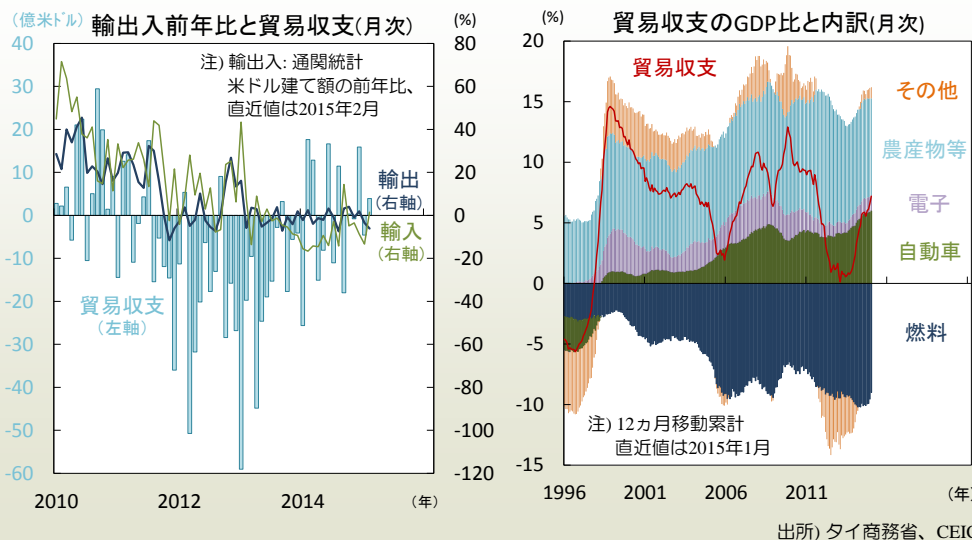 輸出入前年比と貿易収支(月次)
（億米ドル）
(%)
40
30
20
10
0
-10
-20
-30
-40
-50
-60
80
60
40
20
0
-20
-40
-60
-80
-100
-120
注) 輸出入: 通関統計
米ドル建て額の前年比、
直近値は2015年2月
輸出
(右軸)
輸入
(右軸)
貿易収支
(左軸)
2010
2012
2014
(年)
貿易収支のGDP比と内訳(月次)
(%)
20
15
10
5
0
-5
-10
-15
貿易収支
その他
農産物等
電子
自動車
燃料
注) 12ヵ月移動累計
直近値は2015年1月
1996
2001
2006
2011
(年)
出所) タイ商務省、CEIC